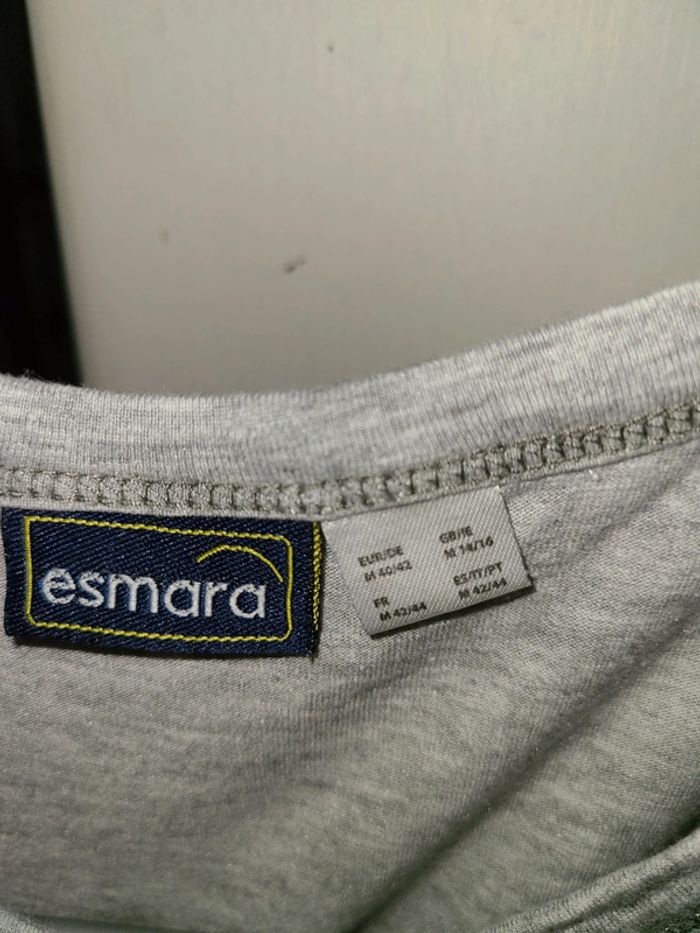 esmara
EUR/DE
M 40/42
GB/IE
M 14/16
FR
M 42/44
ES/IT/PT
M 42/44